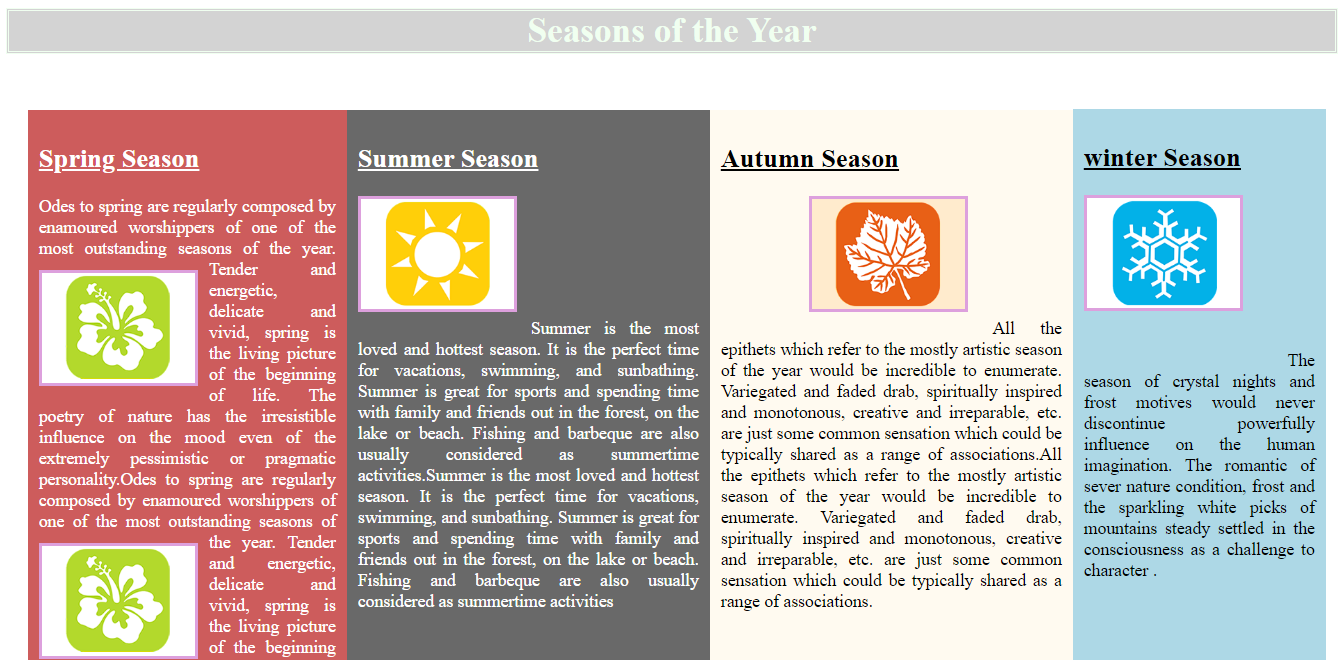 Seasons of the Year
Spring Season
Odes to spring are regularly composed by
enamoured worshippers of one of the
most outstanding seasons of the year.
Tender and
energetic,
delicate and
vivid, spring is
the living picture
of the beginning
of life. The
poetry of nature has the irresistible
influence on the mood even of the
extremely pessimistic or pragmatic
personality.Odes to spring are regularly
composed by enamoured worshippers of
one of the most outstanding seasons of
the year. Tender
and energetic,
delicate and
vivid, spring is
the living picture
of the beginning
Summer Season
Summer is the most
loved and hottest season. It is the perfect time
for vacations, swimming, and sunbathing.
Summer is great for sports and spending time
with family and friends out in the forest, on the
lake or beach. Fishing and barbeque are also
usually considered as summertime
activities.Summer is the most loved and hottest
season. It is the perfect time for vacations,
swimming, and sunbathing. Summer is great for
sports and spending time with family and
friends out in the forest, on the lake or beach.
Fishing and barbeque are also usually
considered as summertime activities
Autumn Season
All the
epithets which refer to the mostly artistic season
of the year would be incredible to enumerate.
Variegated and faded drab, spiritually inspired
and monotonous, creative and irreparable, etc.
are just some common sensation which could be
typically shared as a range of associations.All
the epithets which refer to the mostly artistic
season of the year would be incredible to
enumerate. Variegated and faded drab,
spiritually inspired and monotonous, creative
and irreparable, etc. are just some common
sensation which could be typically shared as a
range of associations.
winter Season
The
season of crystal nights and
frost motives would never
discontinue powerfully
influence on the human
imagination. The romantic of
sever nature condition, frost and
the sparkling white picks of
mountains steady settled in the
consciousness as a challenge to
character .